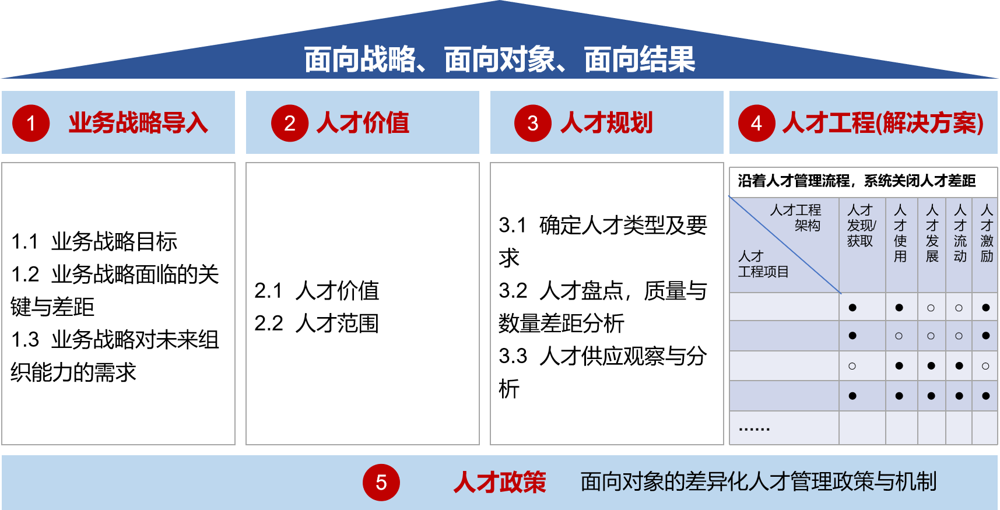 面向战略、面向对象、面向结果
1 业务战略导入
1.1 业务战略目标
1.2 业务战略面临的关
键与差距
1.3 业务战略对未来组
织能力的需求
2 人才价值
2.1 人才价值
2.2 人才范围
3 人才规划
3.1 确定人才类型及要
求
3.2 人才盘点，质量与
数量差距分析
3.3 人才供应观察与分
析
4 人才工程(解决方案)
沿着人才管理流程，系统关闭人才差距
人才工程
架构
人才
工程项目
人才
发现/
获取
人
才
使
用
人
才
发
展
人
才
流
动
人
才
激
励
● ● ○ ○ ●
● ○ ○ ○ ●
○ ● ● ● ○
● ● ● ● ●
……
5 人才政策 面向对象的差异化人才管理政策与机制